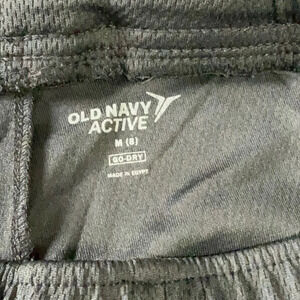 OLD NAVY
ACTIVE
M (8)
GO-DRY
MADE IN EGYPT